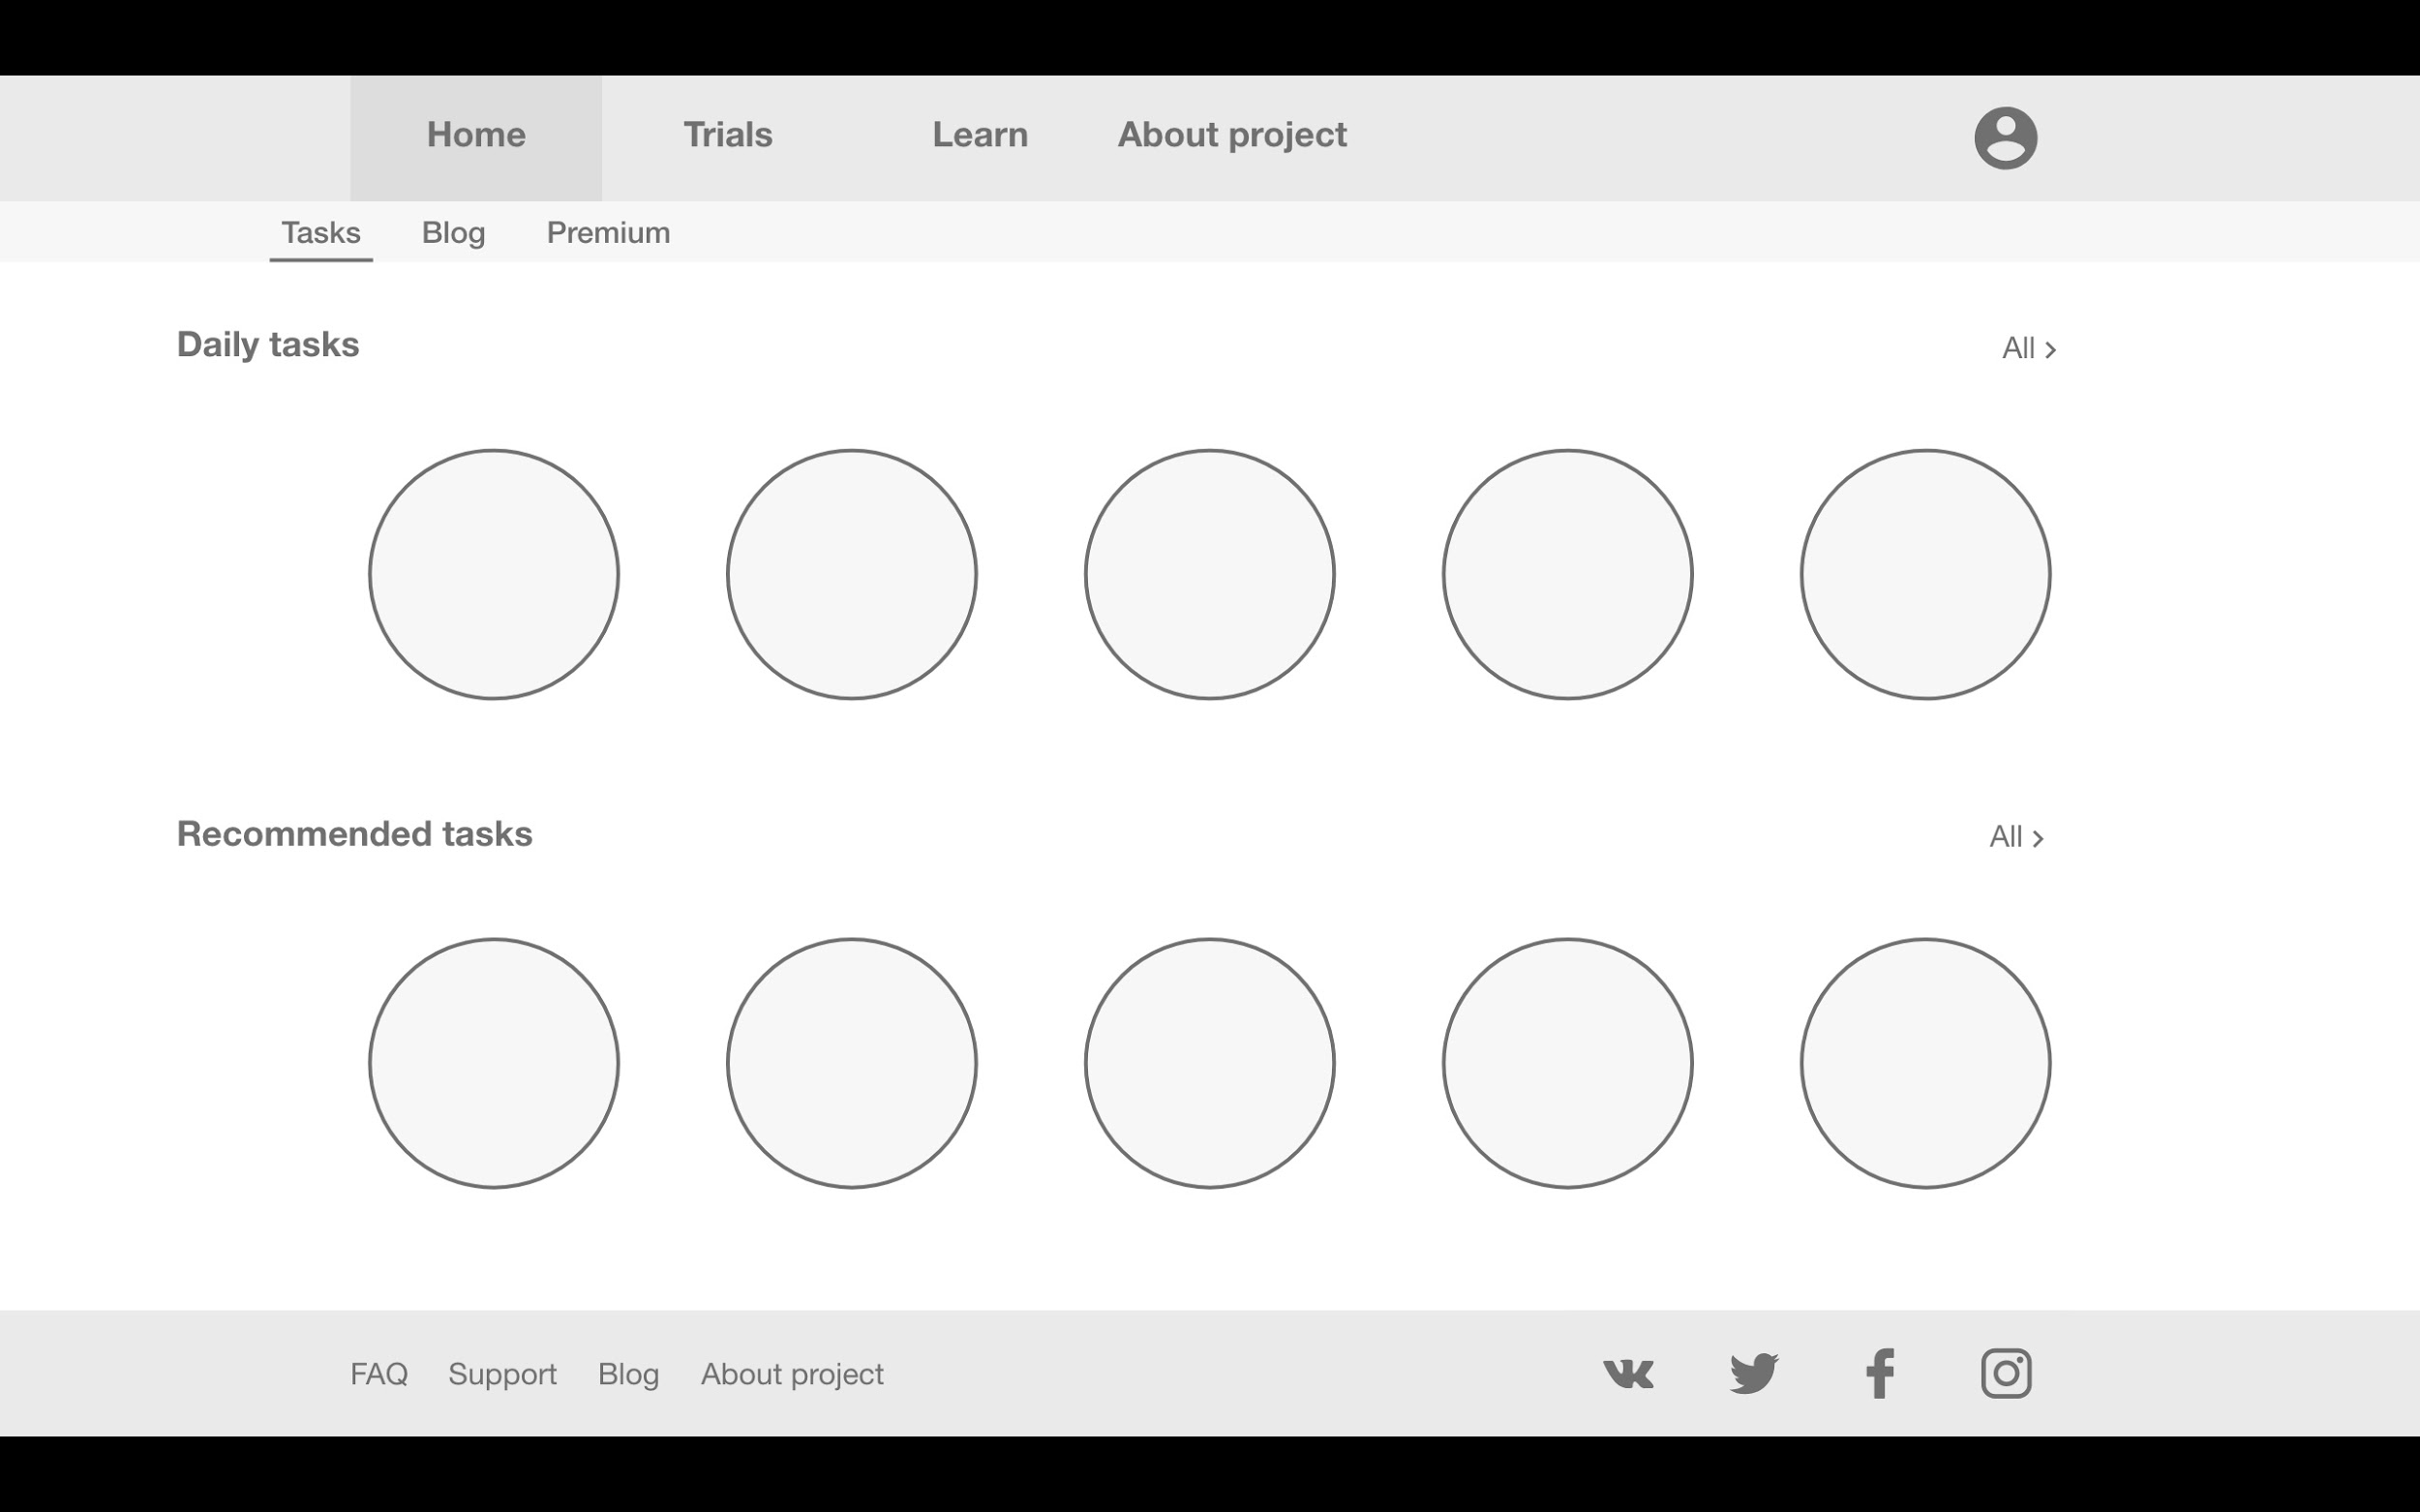 Home Trials Learn About project
Tasks Blog Premium
Daily tasks All >
Recommended tasks All >
FAQ Support Blog About project